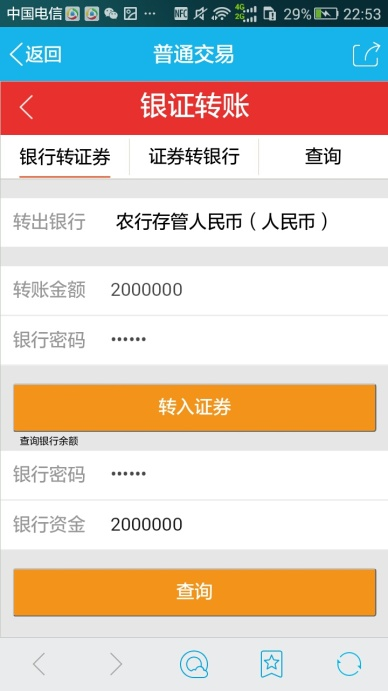 中国电信 ... NFC 4G 2G 29% 22:53
返回 普通交易
银证转账
银行转证券 证券转银行 查询
转出银行 农行存管人民币（人民币）
转账金额 2000000
银行密码 ••••••
转入证券
查询银行余额
银行密码 ••••••
银行资金 2000000
查询